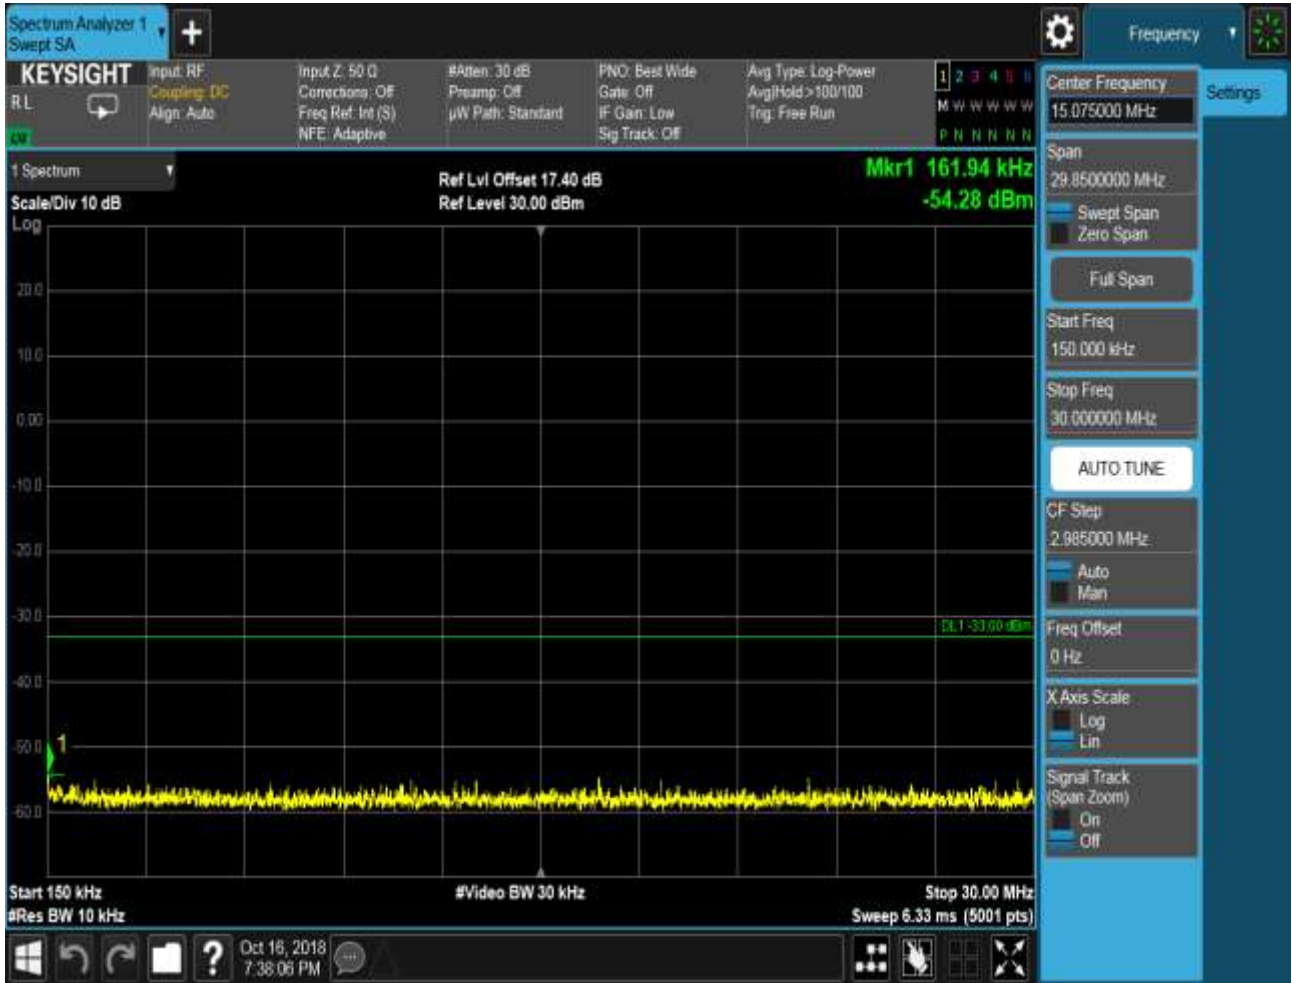 Spectrum Analyzer 1
Swept SA
+
Frequency
KEYSIGHT
RL
Input: RF
Coupling: DC
Align: Auto
Input Z: 50 Ω
Corrections: Off
Freq Ref: Int (S)
NFE: Adaptive
#Atten: 30 dB
Preamp: Off
µW Path: Standard
PNO: Best Wide
Gate: Off
IF Gain: Low
Sig Track: Off
Avg Type: Log-Power
Avg|Hold:>100/100
Trig: Free Run
1 2 3 4 5 6
M W W W W W
P N N N N N
1 Spectrum
Scale/Div 10 dB
Log
Ref Lvl Offset 17.40 dB
Ref Level 30.00 dBm
Mkr1 161.94 kHz
-54.28 dBm
20.0
10.0
0.00
-10.0
-20.0
-30.0
DL1 -33.00 dBm
-40.0
-50.0
1
-60.0
Start 150 kHz
#Video BW 30 kHz
Stop 30.00 MHz
#Res BW 10 kHz
Sweep 6.33 ms (5001 pts)
?
Oct 16, 2018
7:38:06 PM
Center Frequency
15.075000 MHz
Settings
Span
29.8500000 MHz
Swept Span
Zero Span
Full Span
Start Freq
150.000 kHz
Stop Freq
30.000000 MHz
AUTO TUNE
CF Step
2.985000 MHz
Auto
Man
Freq Offset
0 Hz
X Axis Scale
Log
Lin
Signal Track
(Span Zoom)
On
Off